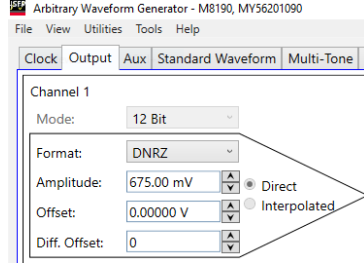 Arbitrary Waveform Generator - M8190, MY56201090
File View Utilities Tools Help
Clock Output Aux Standard Waveform Multi-Tone
Channel 1
Mode: 12 Bit
Format: DNRZ
Amplitude: 675.00 mV Direct
Offset: 0.00000 V Interpolated
Diff. Offset: 0